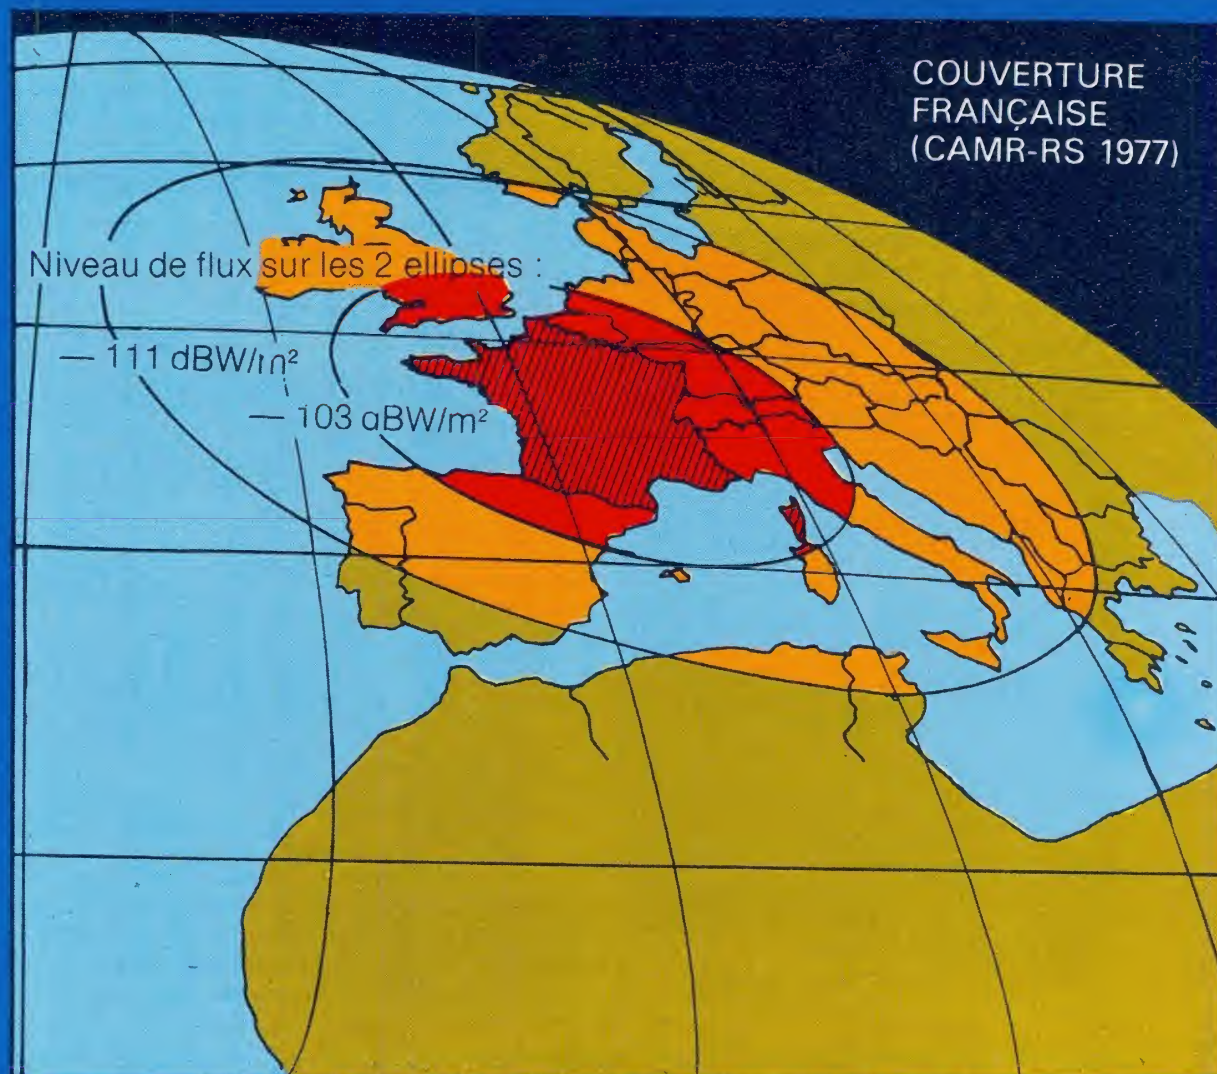 COUVERTURE
FRANÇAISE
(CAMR-RS 1977)
Niveau de flux sur les 2 ellipses :
— 111 dBW/m²
— 103 dBW/m²